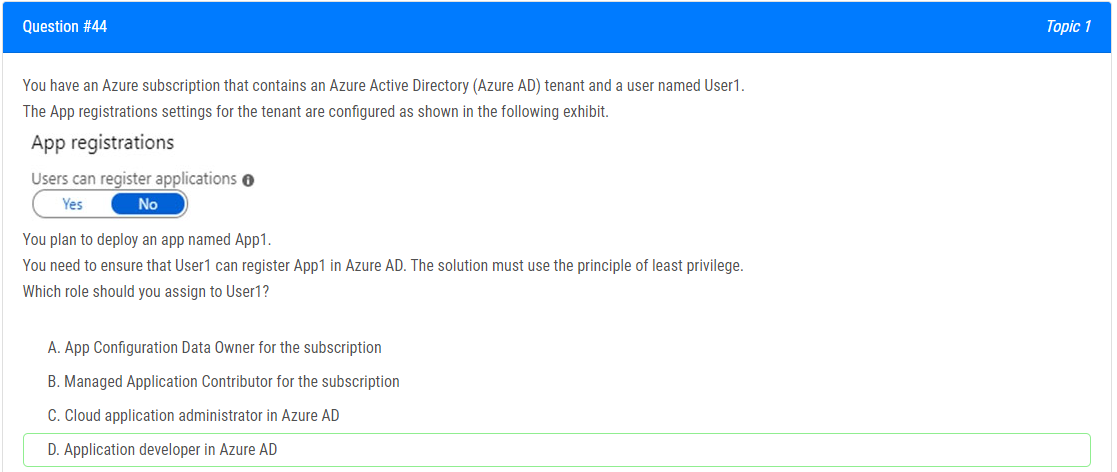 Question #44
Topic 1
You have an Azure subscription that contains an Azure Active Directory (Azure AD) tenant and a user named User1.
The App registrations settings for the tenant are configured as shown in the following exhibit.
App registrations
Users can register applications
Yes No
You plan to deploy an app named App1.
You need to ensure that User1 can register App1 in Azure AD. The solution must use the principle of least privilege.
Which role should you assign to User1?
A. App Configuration Data Owner for the subscription
B. Managed Application Contributor for the subscription
C. Cloud application administrator in Azure AD
D. Application developer in Azure AD